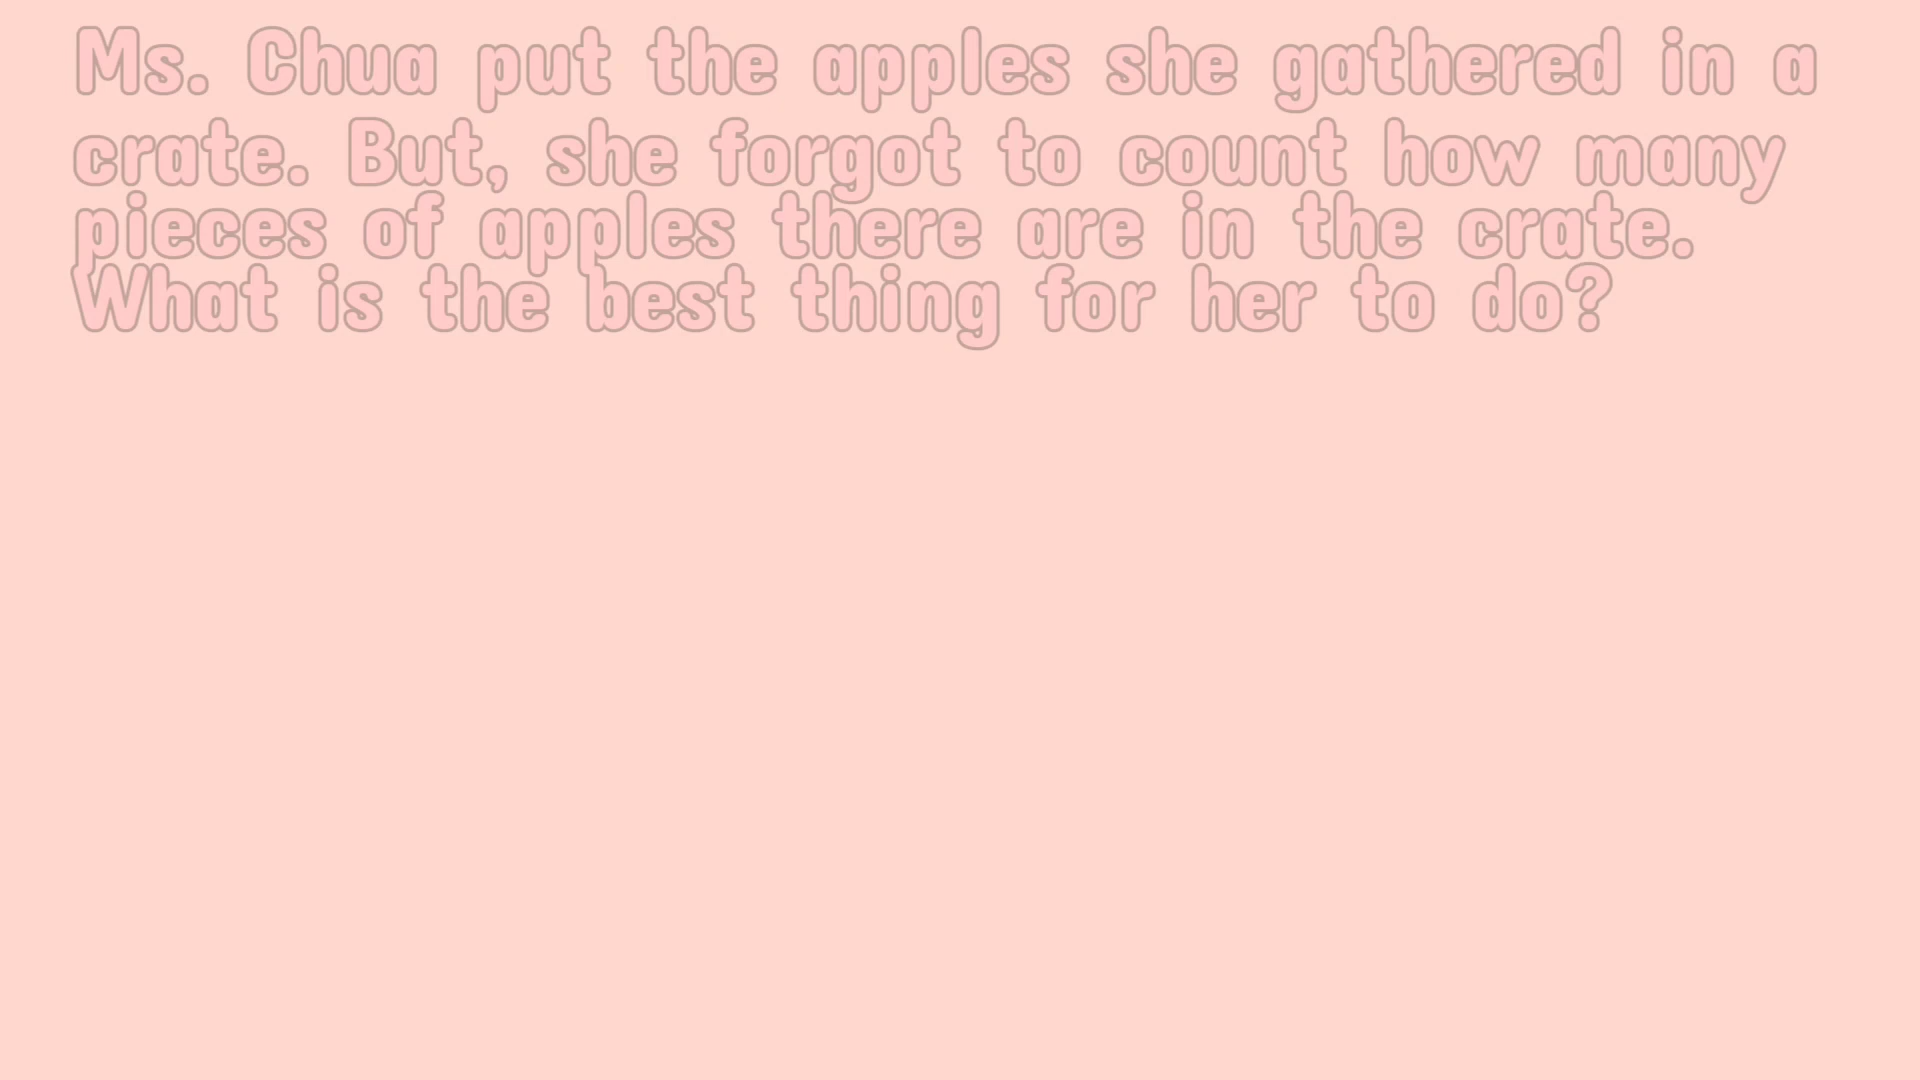 Ms. Chua put the apples she gathered in a
crate. But, she forgot to count how many
pieces of apples there are in the crate.
What is the best thing for her to do?